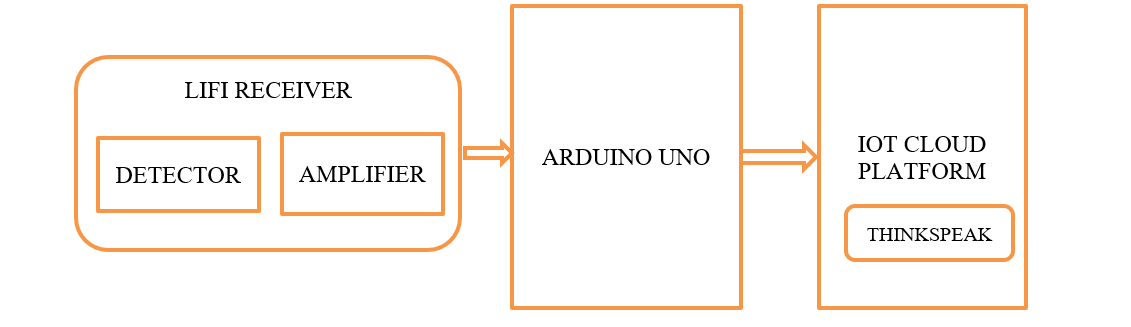 LIFI RECEIVER
DETECTOR
AMPLIFIER
ARDUINO UNO
IOT CLOUD
PLATFORM
THINKSPEAK